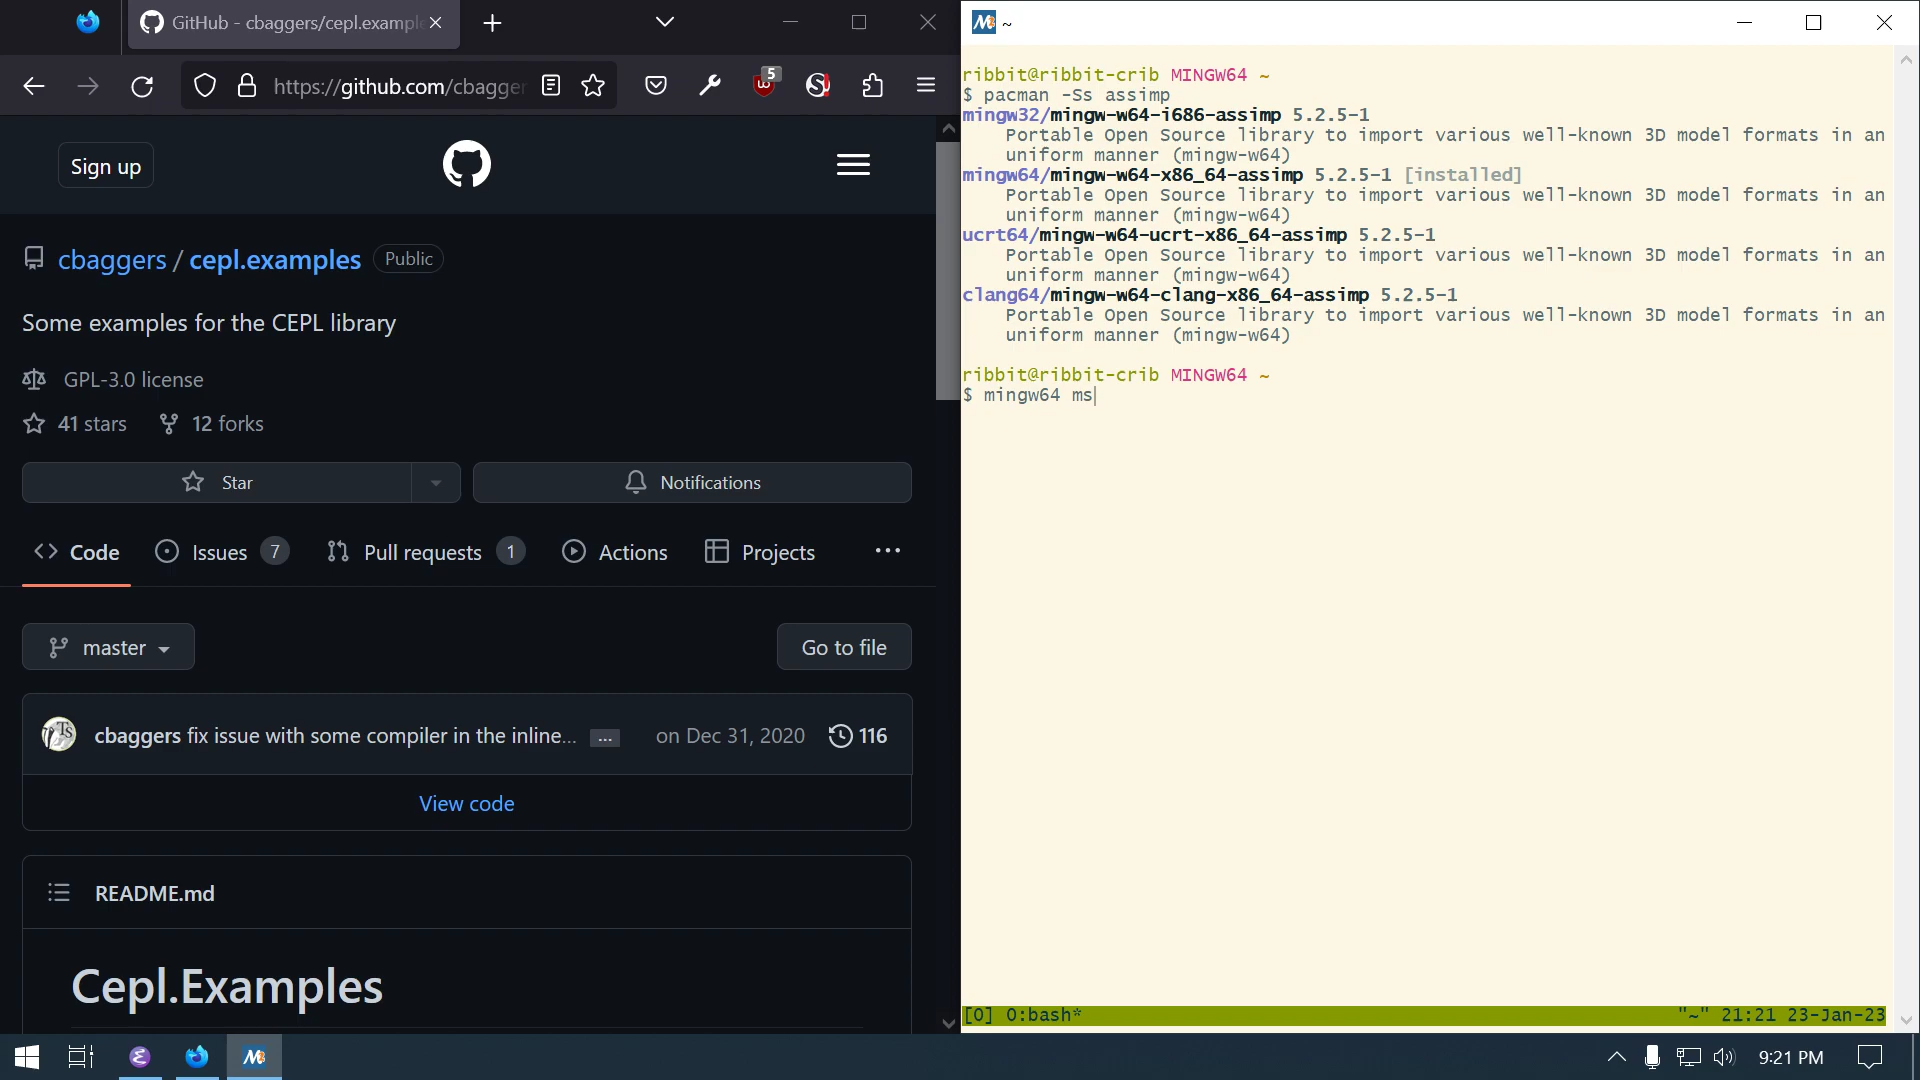 GitHub - cbaggers/cepl.exampl
https://github.com/cbagger
5
Sign up
cbaggers / cepl.examples Public
Some examples for the CEPL library
GPL-3.0 license
41 stars 12 forks
Star
Notifications
Code Issues 7 Pull requests 1 Actions Projects
master
Go to file
cbaggers fix issue with some compiler in the inline... ... on Dec 31, 2020 116
View code
README.md
Cepl.Examples
~
ribbit@ribbit-crib MINGW64 ~
$ pacman -Ss assimp
mingw32/mingw-w64-i686-assimp 5.2.5-1
Portable Open Source library to import various well-known 3D model formats in an
uniform manner (mingw-w64)
mingw64/mingw-w64-x86_64-assimp 5.2.5-1 [installed]
Portable Open Source library to import various well-known 3D model formats in an
uniform manner (mingw-w64)
ucrt64/mingw-w64-ucrt-x86_64-assimp 5.2.5-1
Portable Open Source library to import various well-known 3D model formats in an
uniform manner (mingw-w64)
clang64/mingw-w64-clang-x86_64-assimp 5.2.5-1
Portable Open Source library to import various well-known 3D model formats in an
uniform manner (mingw-w64)
ribbit@ribbit-crib MINGW64 ~
$ mingw64 ms
[0] 0:bash* "~" 21:21 23-Jan-23
9:21 PM